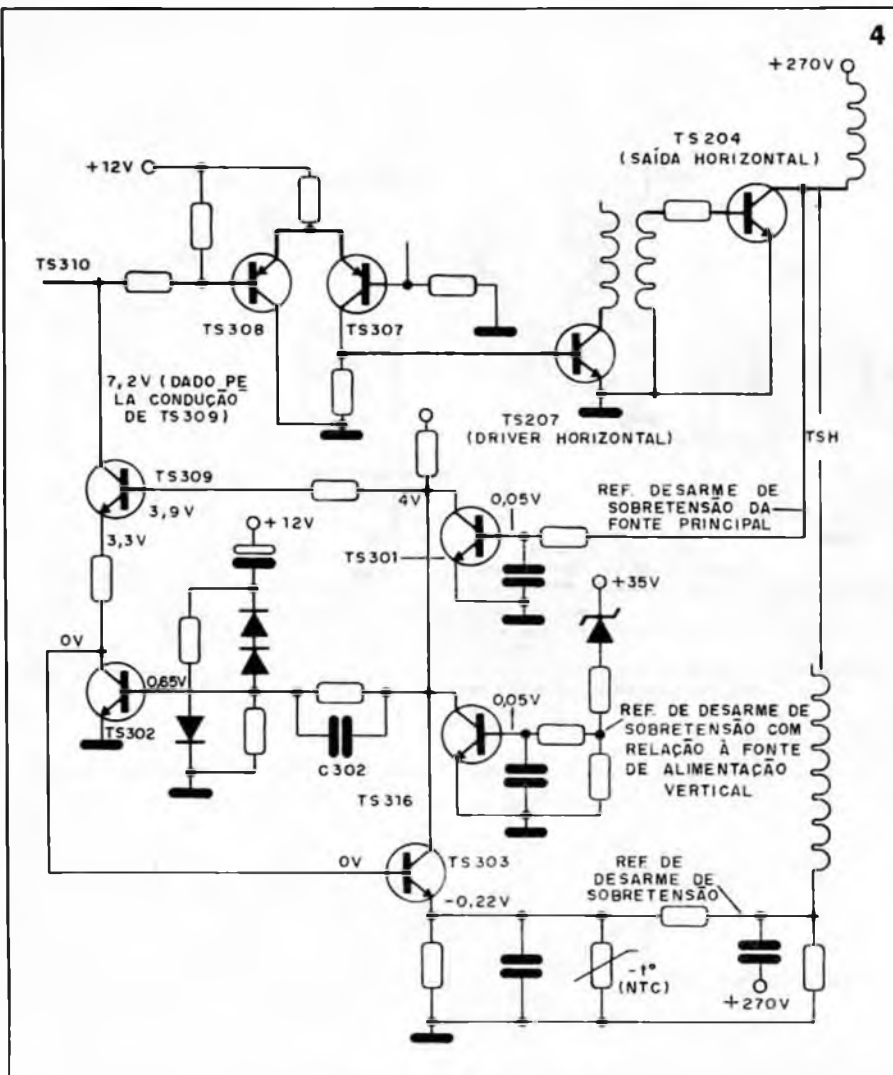 4
+270V
TS204
(SAÍDA HORIZONTAL)
+12V
TS310
TS308
TS307
7,2V (DADO PE
LA CONDUÇÃO
DE TS309)
TS207
(DRIVER HORIZONTAL)
TSH
TS309
3,9V
4V
0,05V
REF. DESARME DE
SOBRETENSÃO DA
FONTE PRINCIPAL
3,3V
+12V
TS301
+35V
0V
0,65V
0,05V
REF. DE DESARME DE
SOBRETENSÃO COM
RELAÇÃO À FONTE
DE ALIMENTAÇÃO
VERTICAL
TS302
C302
TS316
0V
TS303
-0,22V
REF. DE
DESARME DE
SOBRETENSÃO
-t°
(NTC)
+270V